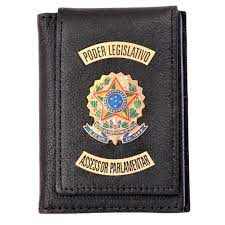 PODER LEGISLATIVO
ASSESSOR PARLAMENTAR